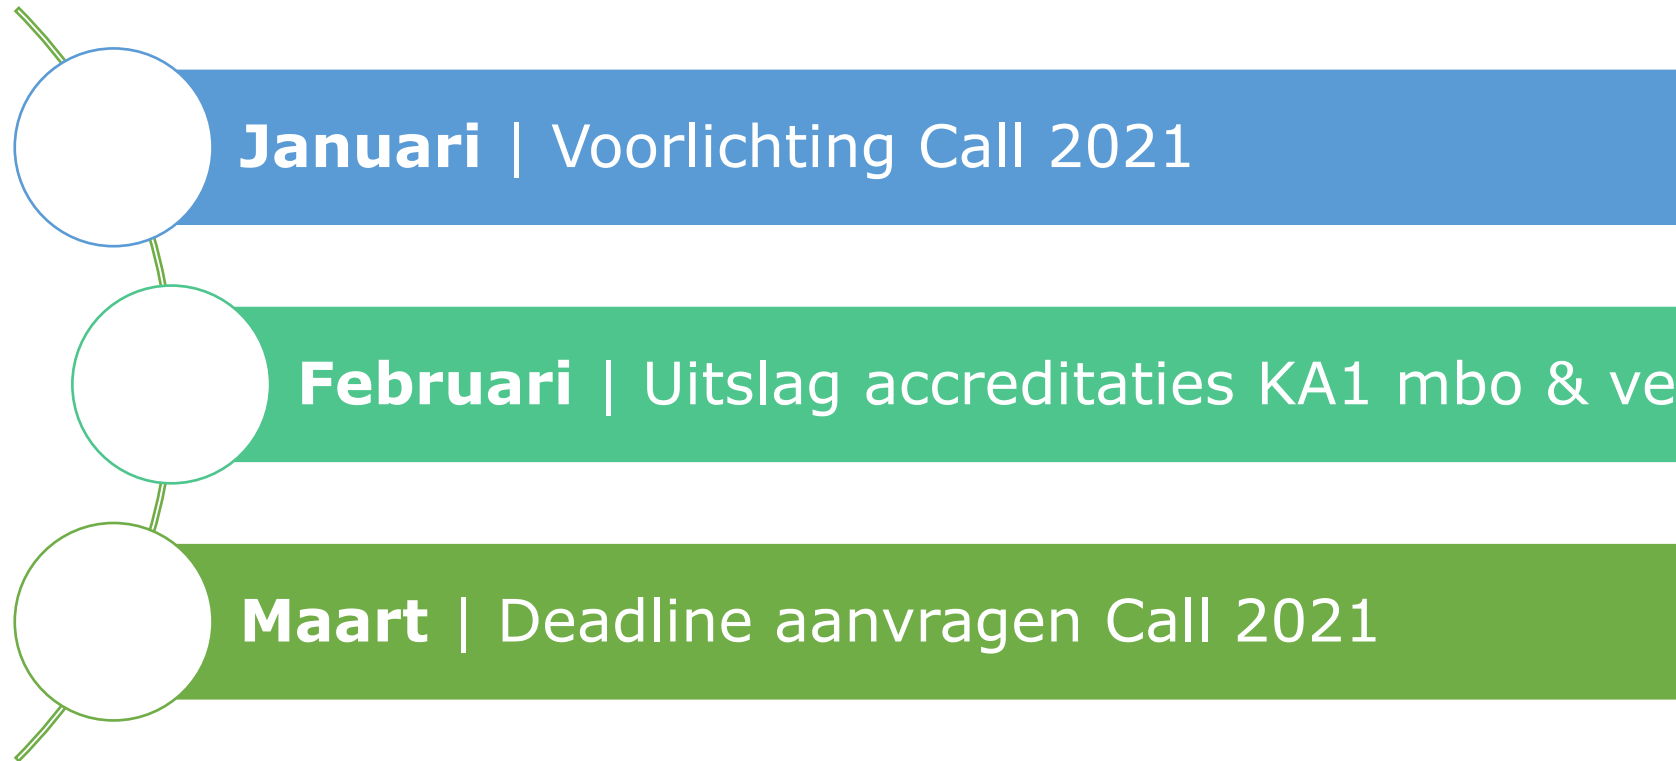 Januari | Voorlichting Call 2021
Februari | Uitslag accreditaties KA1 mbo & ve
Maart | Deadline aanvragen Call 2021